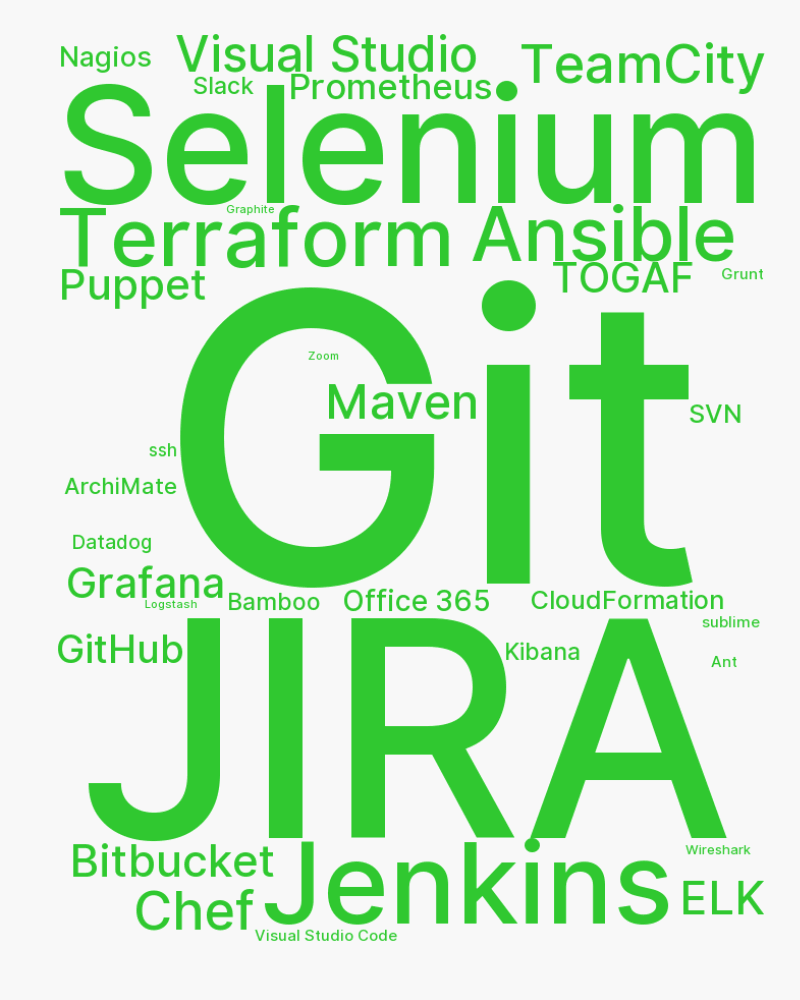 Nagios
Visual Studio
TeamCity
Slack
Prometheus
Selenium
Graphite
Terraform
Ansible
Puppet
TOGAF
Grunt
Git
Zoom
Maven
SVN
ssh
ArchiMate
Datadog
Grafana
Logstash
Bamboo
Office 365
CloudFormation
sublime
GitHub
JIRA
Kibana
Ant
Bitbucket
Jenkins
Wireshark
Chef
ELK
Visual Studio Code